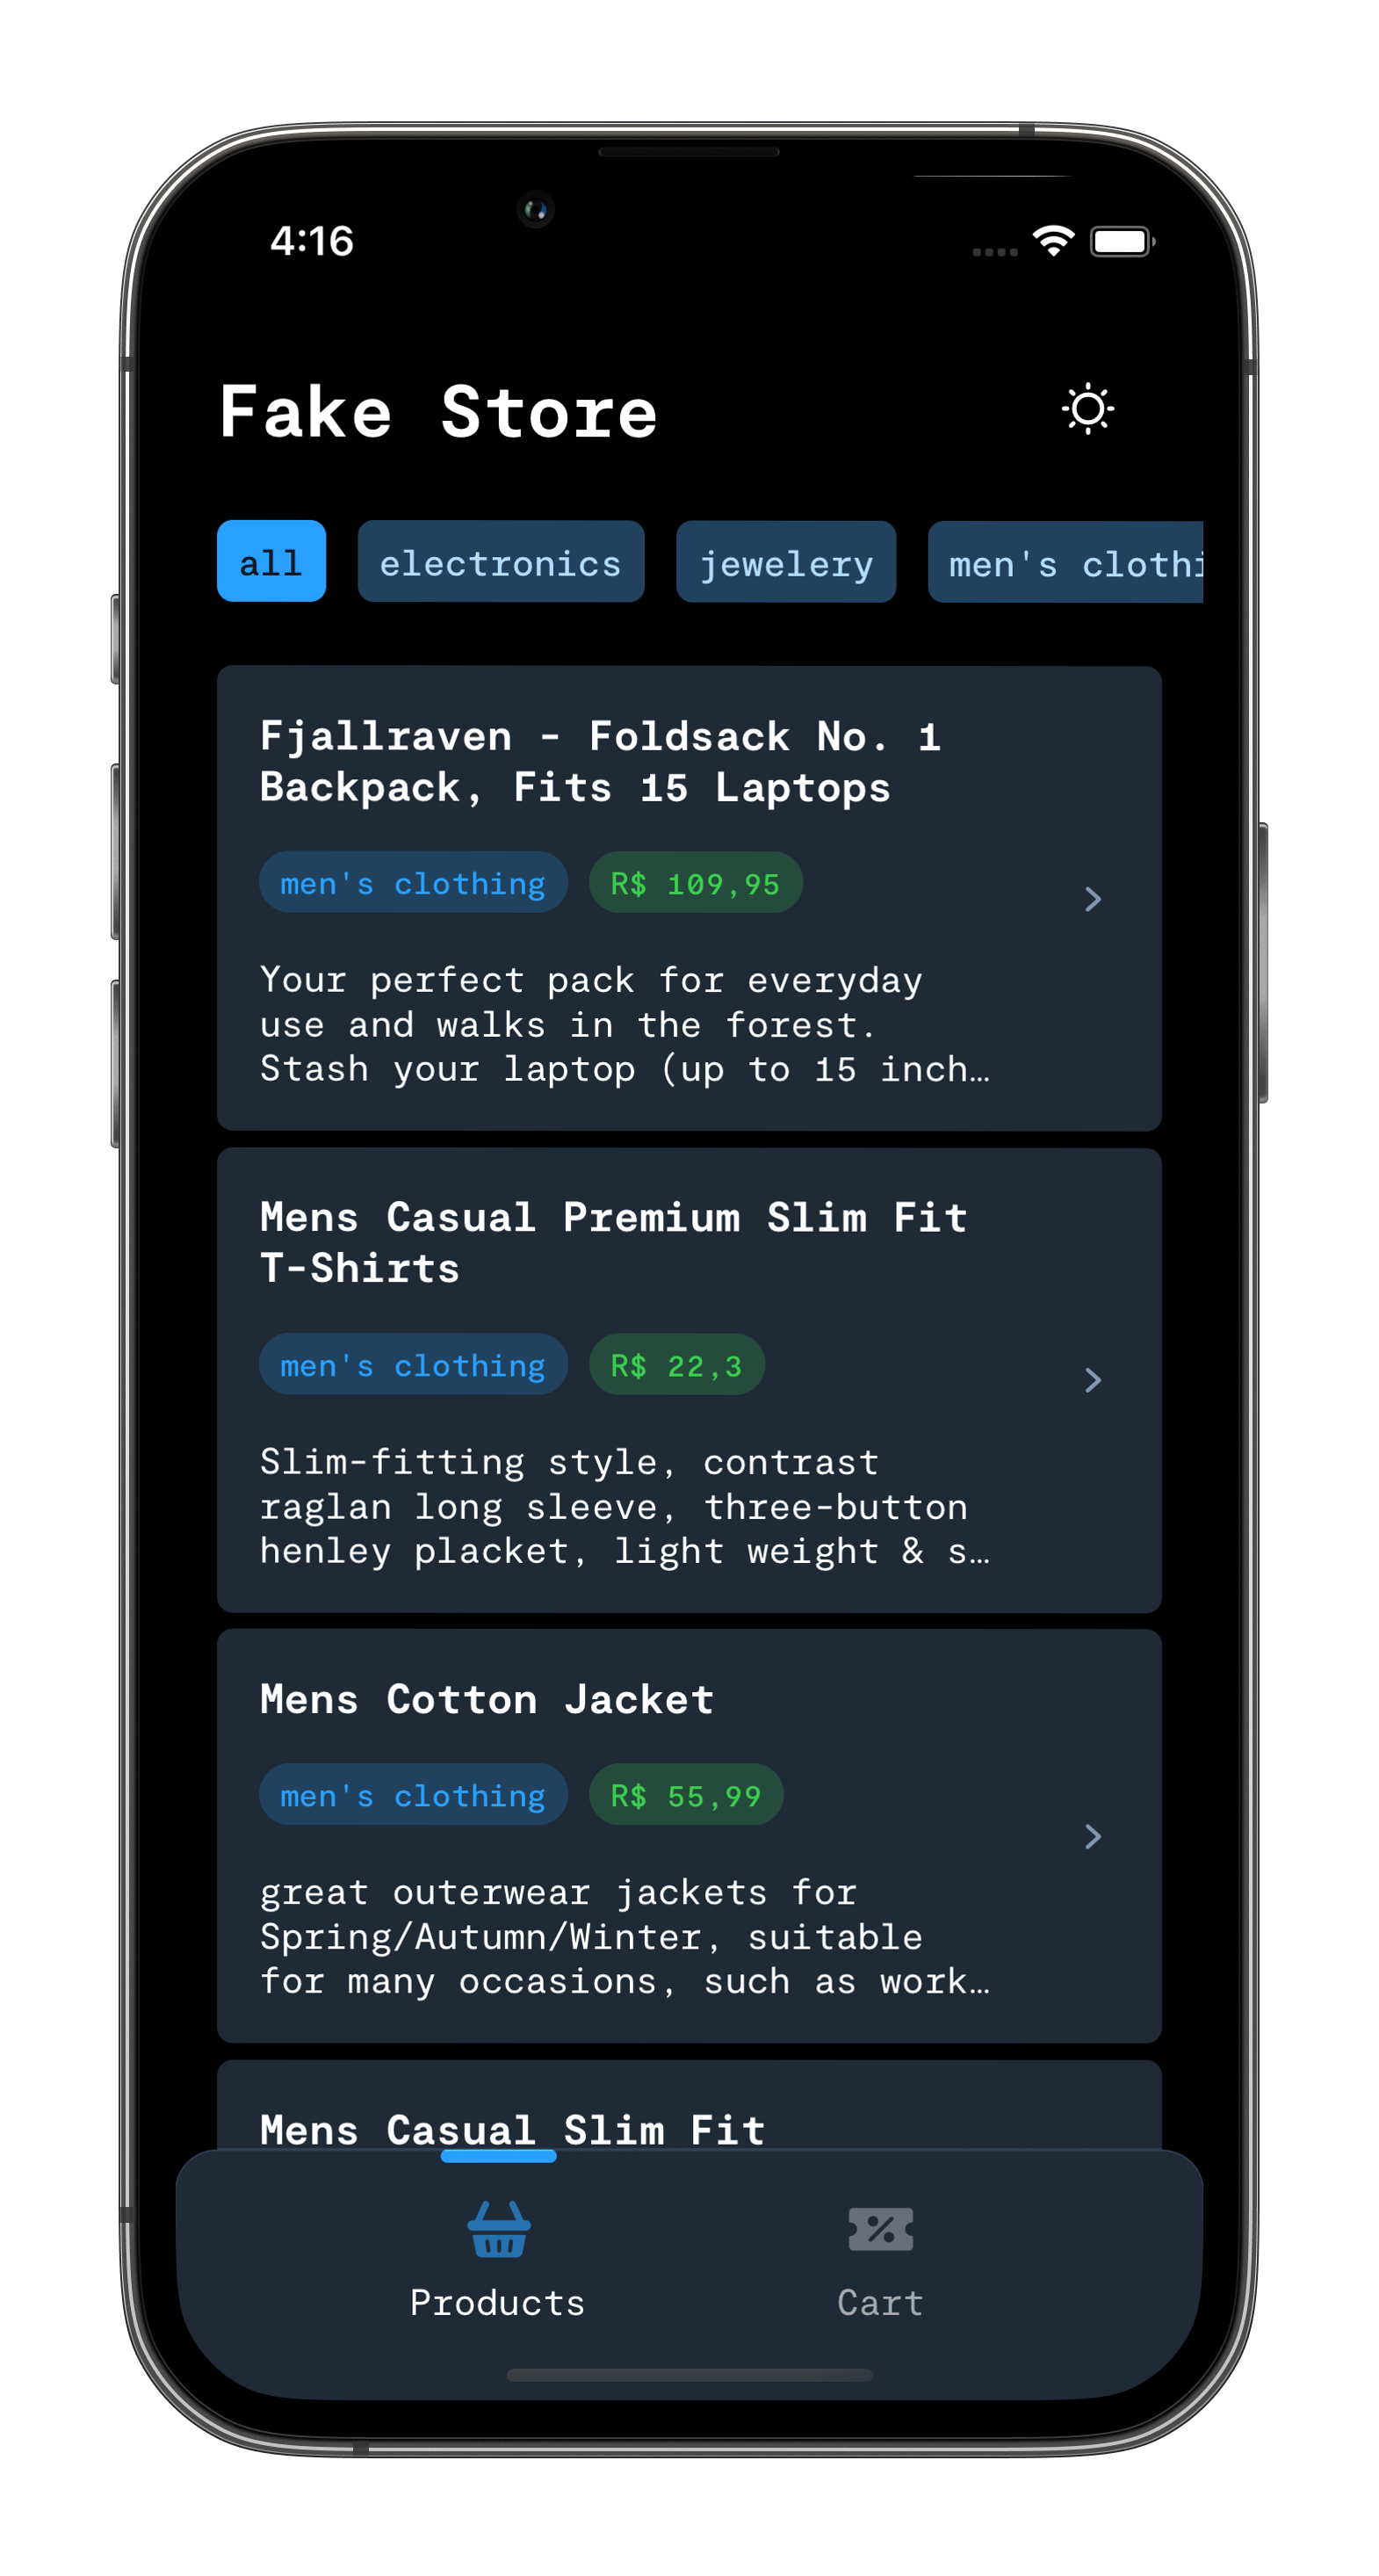 4:16
Fake Store
all electronics jewelery men's clothi
Fjallraven - Foldsack No. 1
Backpack, Fits 15 Laptops
men's clothing R$ 109,95
Your perfect pack for everyday
use and walks in the forest.
Stash your laptop (up to 15 inch…
Mens Casual Premium Slim Fit
T-Shirts
men's clothing R$ 22,3
Slim-fitting style, contrast
raglan long sleeve, three-button
henley placket, light weight & s…
Mens Cotton Jacket
men's clothing R$ 55,99
great outerwear jackets for
Spring/Autumn/Winter, suitable
for many occasions, such as work…
Mens Casual Slim Fit
Products Cart